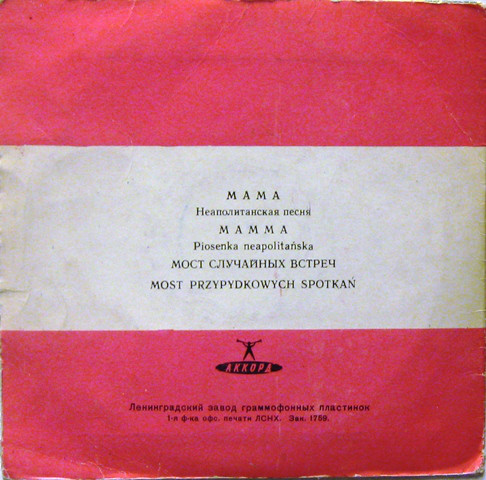 МАМА
Неаполитанская песня
MAMMA
Piosenka neapolitańska
МОСТ СЛУЧАЙНЫХ ВСТРЕЧ
MOST PRZYPYDKOWYCH SPOTKAŃ
АККОРД
Ленинградский завод граммофонных пластинок
1-я ф-ка офс. печати ЛСНХ. Зак. 1759.